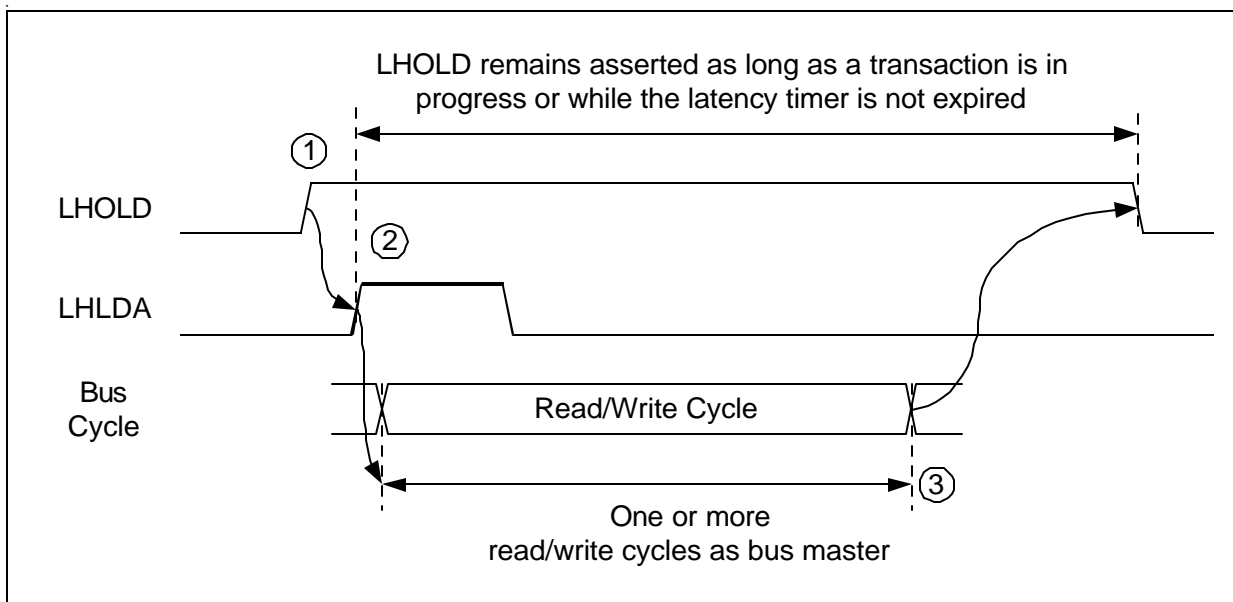 LHOLD remains asserted as long as a transaction is in
progress or while the latency timer is not expired
1
LHOLD
2
LHLDA
Bus
Cycle
Read/Write Cycle
3
One or more
read/write cycles as bus master